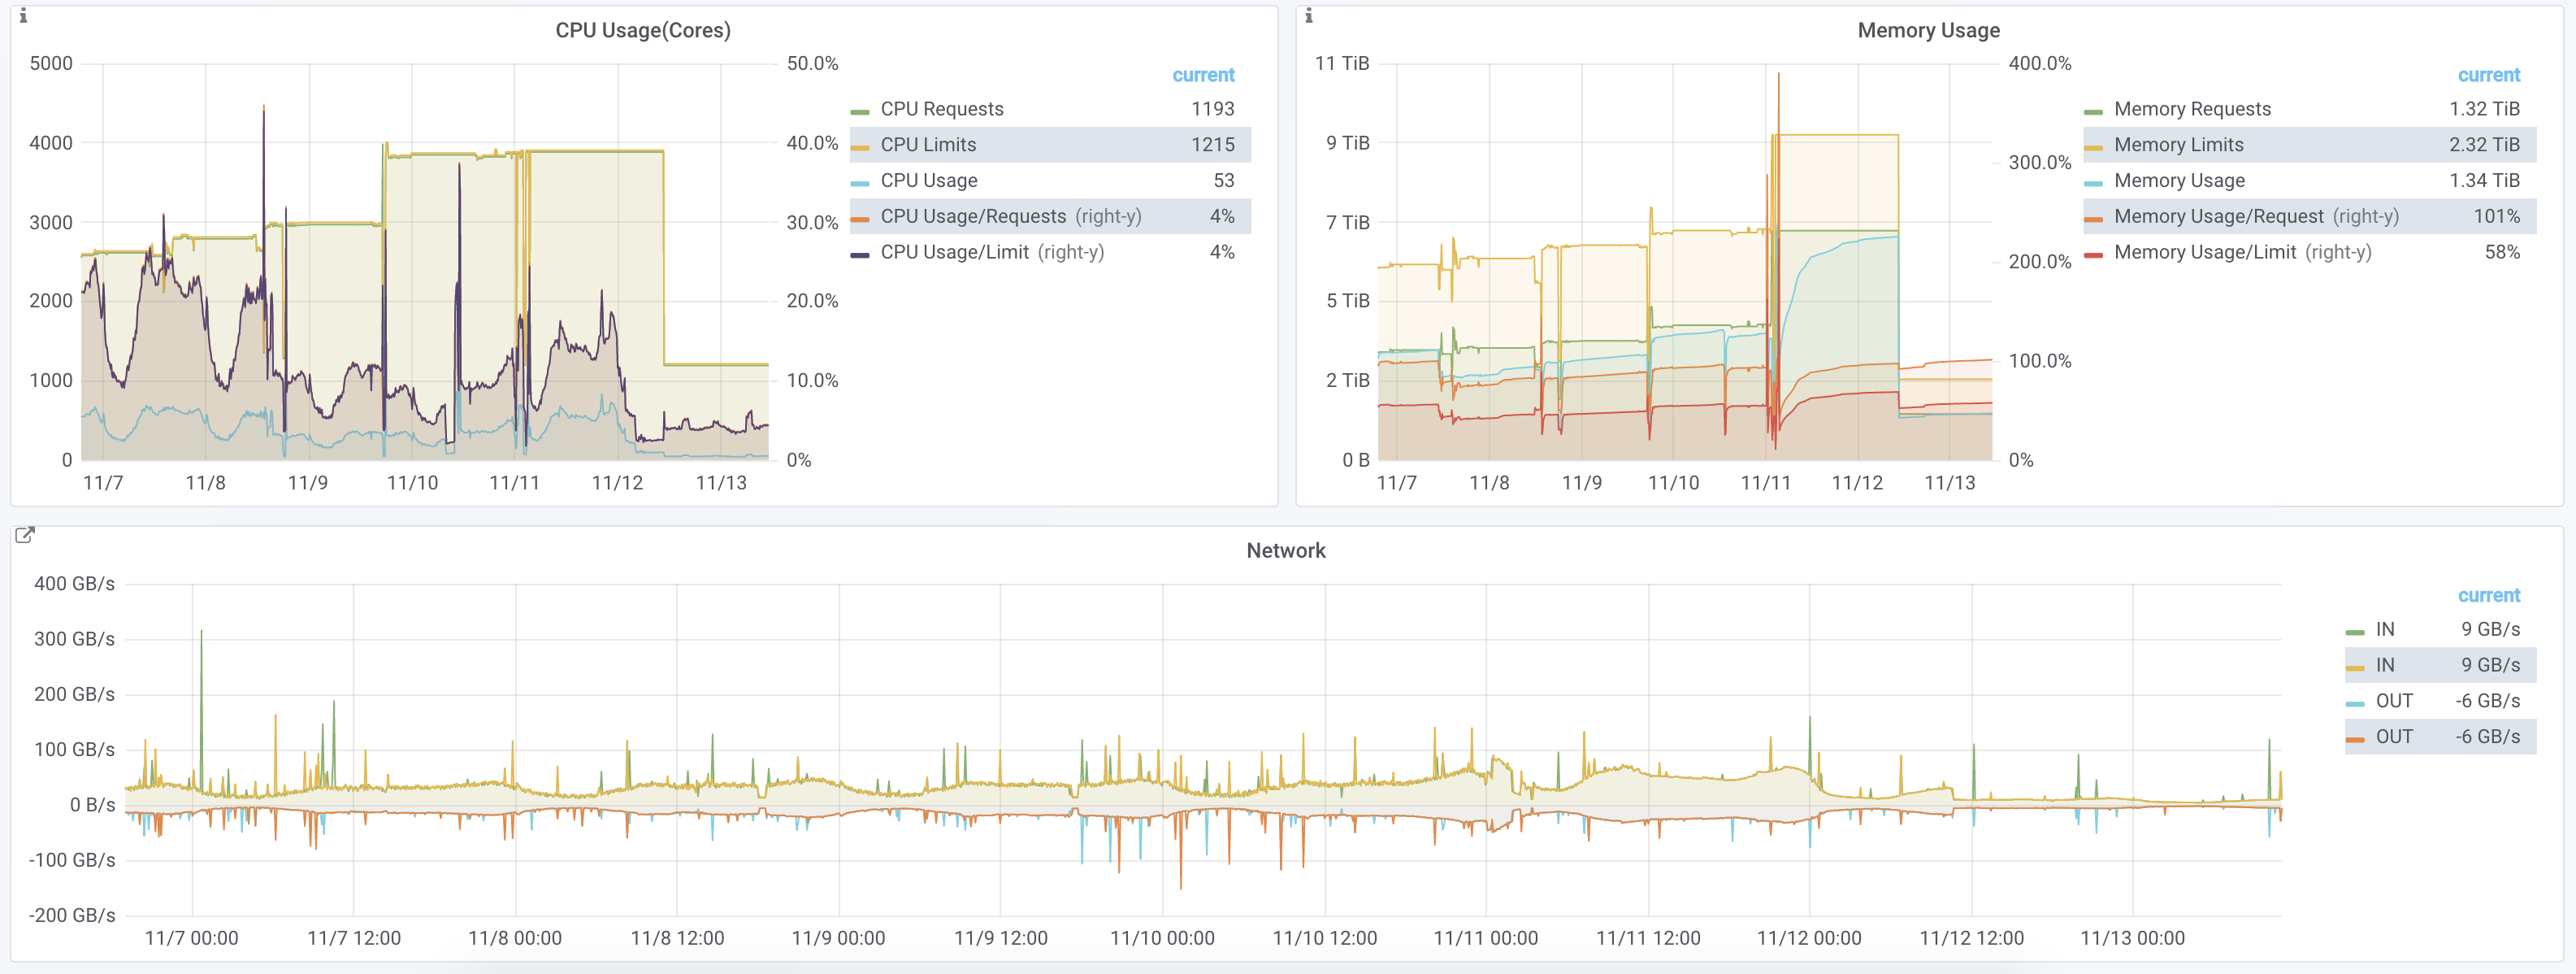 CPU Usage(Cores)
5000
4000
3000
2000
1000
0
50.0%
40.0%
30.0%
20.0%
10.0%
0%
11/7 11/8 11/9 11/10 11/11 11/12 11/13
current
CPU Requests 1193
CPU Limits 1215
CPU Usage 53
CPU Usage/Requests (right-y) 4%
CPU Usage/Limit (right-y) 4%
Memory Usage
11 TiB
9 TiB
7 TiB
5 TiB
2 TiB
0 B
400.0%
300.0%
200.0%
100.0%
0%
11/7 11/8 11/9 11/10 11/11 11/12 11/13
current
Memory Requests 1.32 TiB
Memory Limits 2.32 TiB
Memory Usage 1.34 TiB
Memory Usage/Request (right-y) 101%
Memory Usage/Limit (right-y) 58%
Network
400 GB/s
300 GB/s
200 GB/s
100 GB/s
0 B/s
-100 GB/s
-200 GB/s
11/7 00:00 11/7 12:00 11/8 00:00 11/8 12:00 11/9 00:00 11/9 12:00 11/10 00:00 11/10 12:00 11/11 00:00 11/11 12:00 11/12 00:00 11/12 12:00 11/13 00:00
current
IN 9 GB/s
IN 9 GB/s
OUT -6 GB/s
OUT -6 GB/s